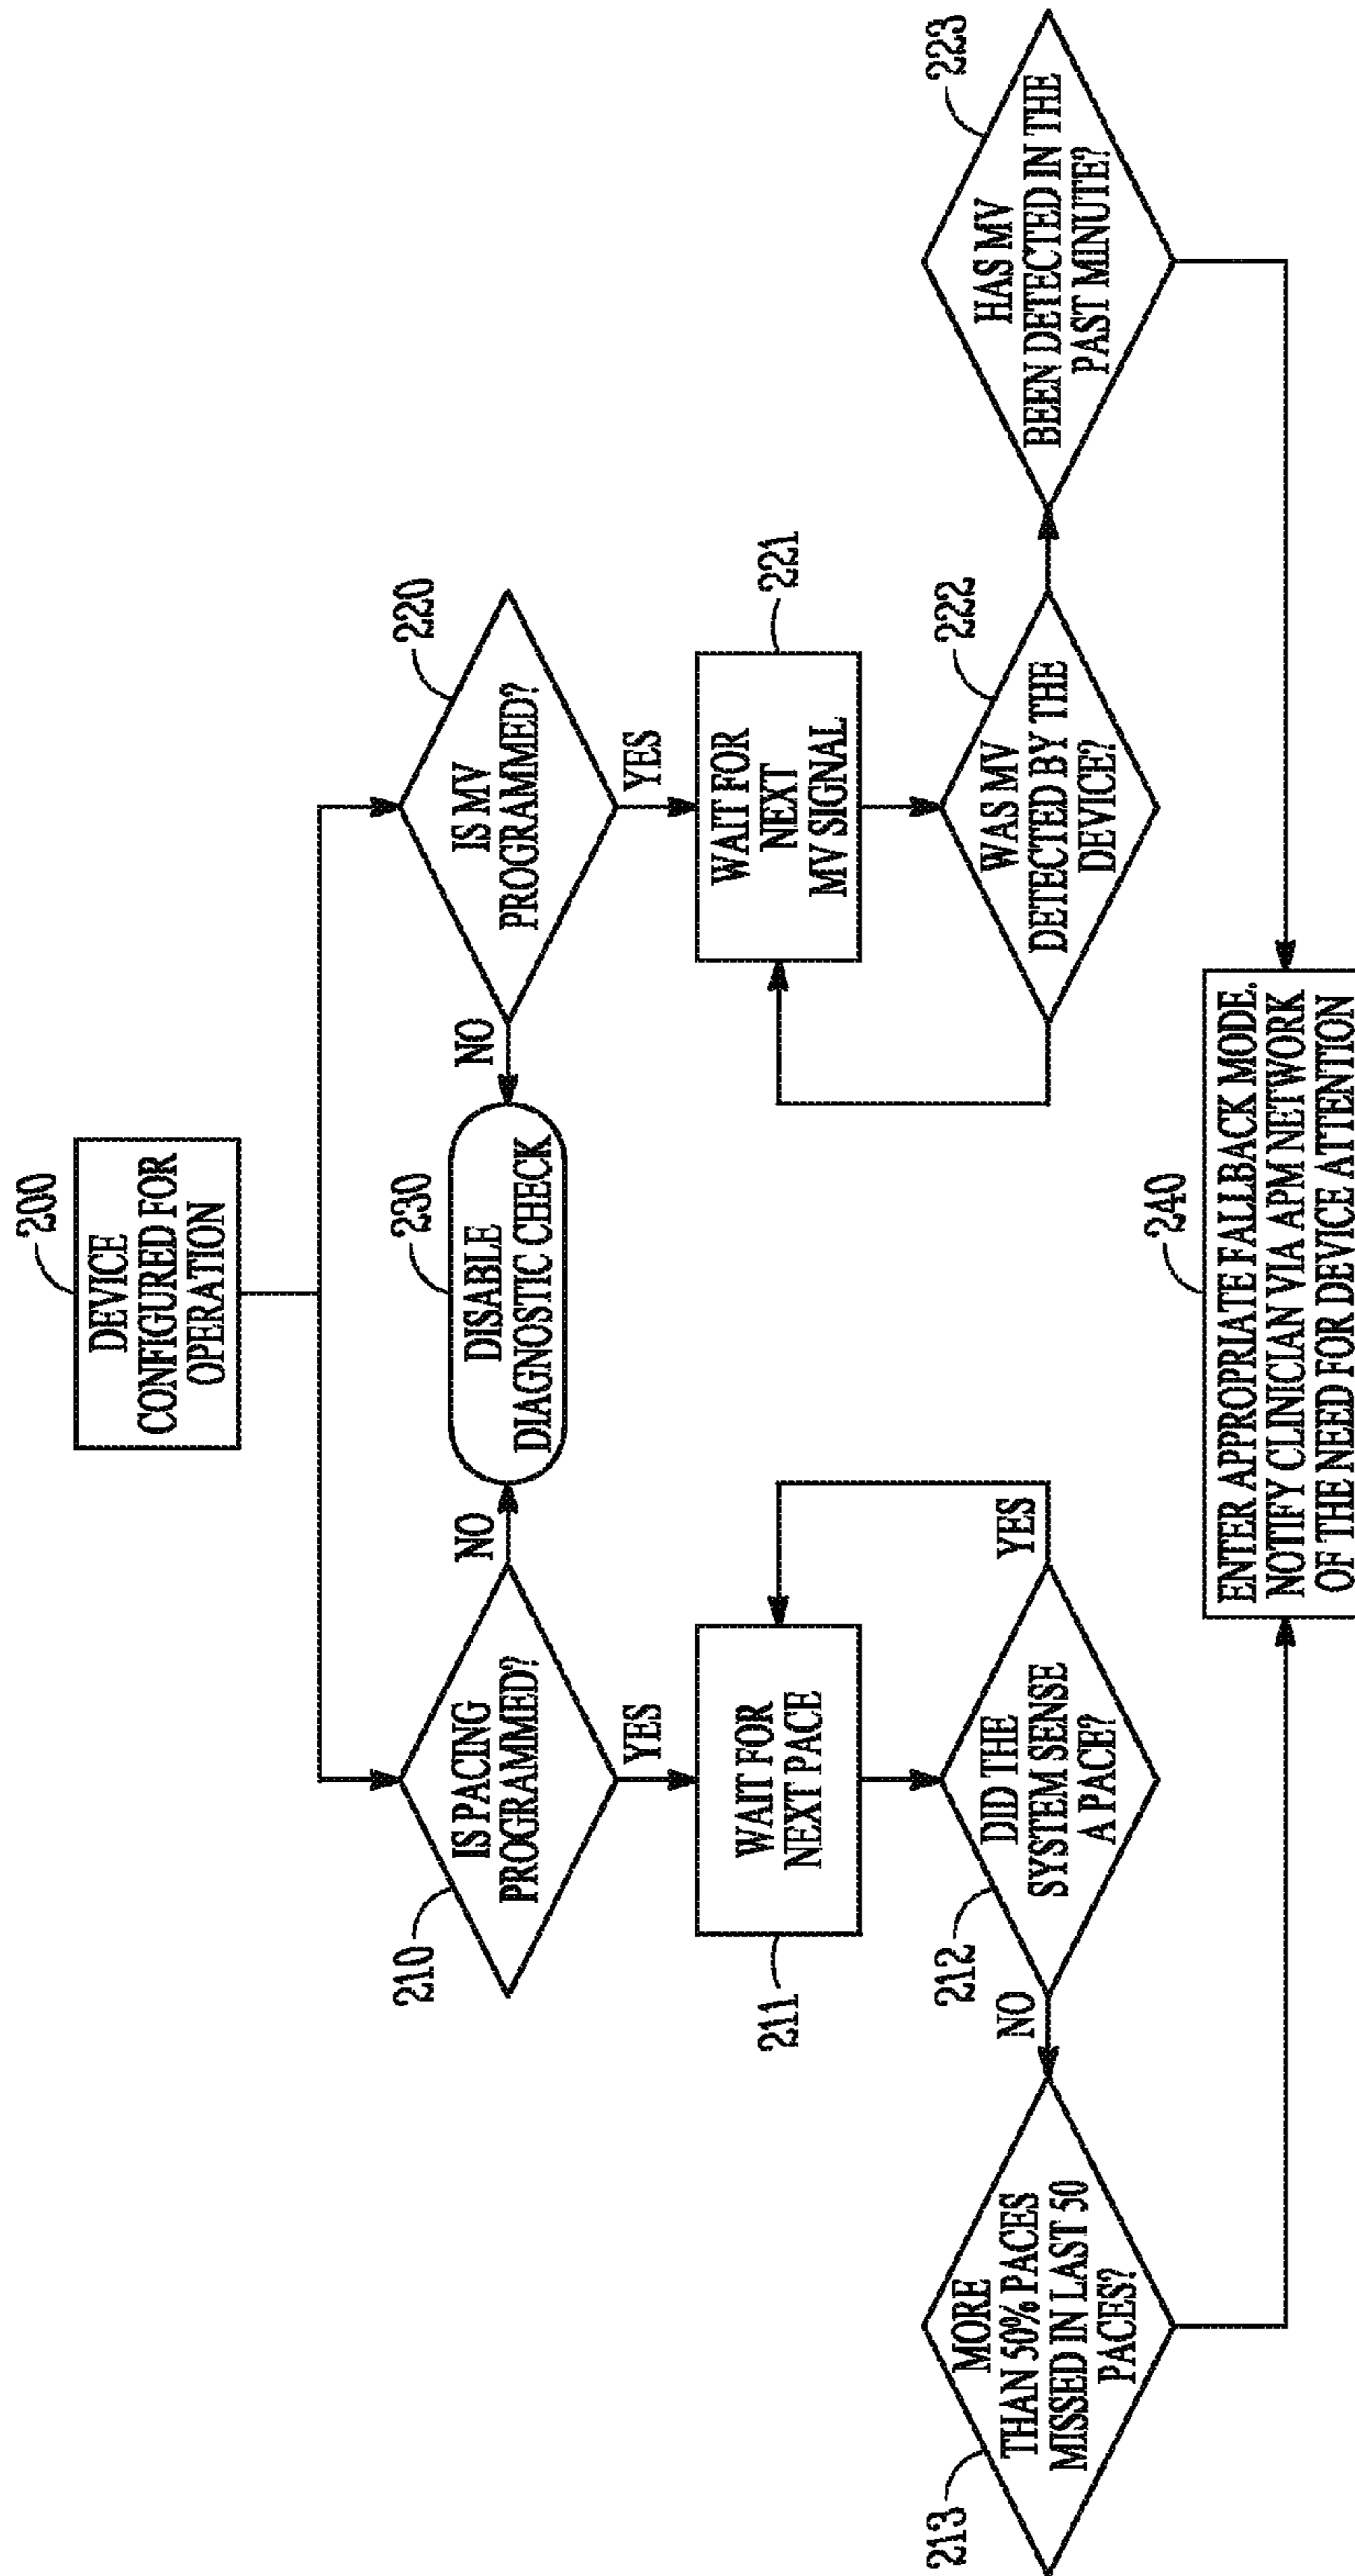 200
DEVICE
CONFIGURED FOR
OPERATION
210
IS PACING
PROGRAMMED?
NO
230
DISABLE
DIAGNOSTIC CHECK
NO
220
IS MV
PROGRAMMED?
YES
YES
WAIT FOR
NEXT PACE
211
WAIT FOR
NEXT
MV SIGNAL
221
213
MORE
THAN 50% PACES
MISSED IN LAST 50
PACES?
NO
212
DID THE
SYSTEM SENSE
A PACE?
YES
222
WAS MV
DETECTED BY THE
DEVICE?
223
HAS MV
BEEN DETECTED IN THE
PAST MINUTE?
240
ENTER APPROPRIATE FALLBACK MODE.
NOTIFY CLINICIAN VIA APM NETWORK
OF THE NEED FOR DEVICE ATTENTION